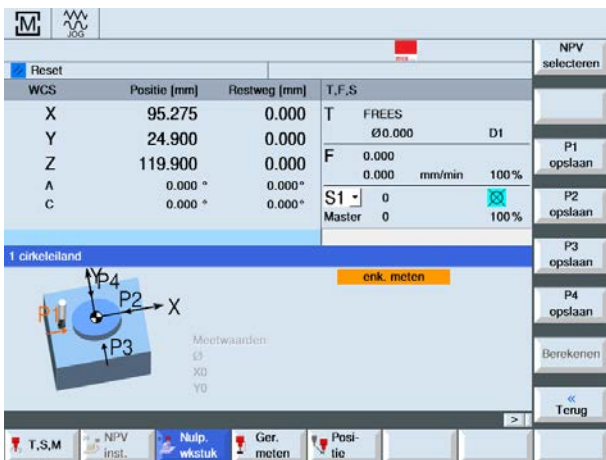 M
JOG
NPV
selecteren
Reset
WCS Positie [mm] Restweg [mm] T,F,S
X 95.275 0.000 T FREES
Ø0.000 D1
Y 24.900 0.000
P1
opslaan
Z 119.900 0.000 F 0.000
0.000 mm/min 100%
A 0.000 ° 0.000°
C 0.000 ° 0.000°
S1 0
Master 0 100%
P2
opslaan
P3
opslaan
1 cirkeleiland
enk. meten
Y
P4
P2 X
P1
P3
Meetwaarden
Ø
X0
Y0
P4
opslaan
Berekenen
«
Terug
>
T,S,M
NPV
inst.
Nulp.
wkstuk
Ger.
meten
Posi-
tie